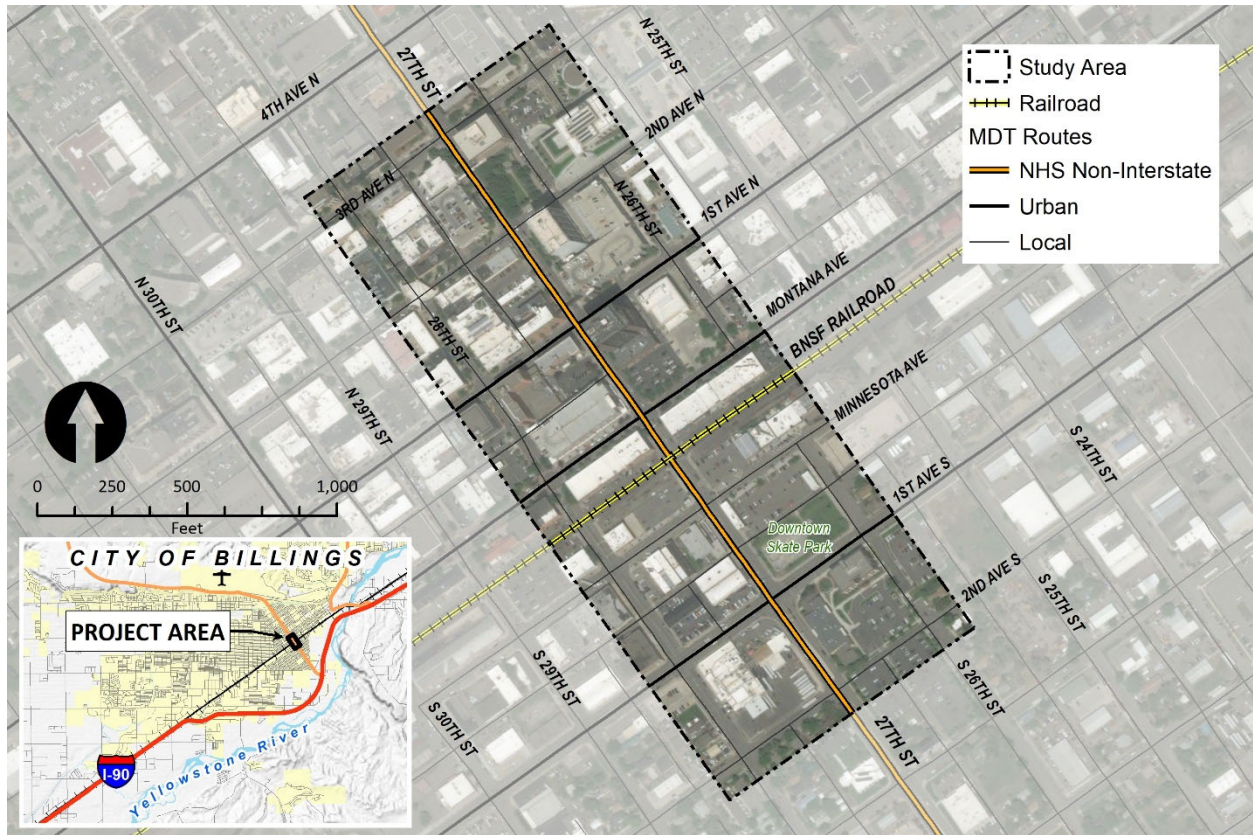 27TH ST
N 25TH ST
4TH AVE N
2ND AVE N
3RD AVE N
N 26TH ST
1ST AVE N
N 30TH ST
28TH ST
MONTANA AVE
BNSF RAILROAD
N 29TH ST
MINNESOTA AVE
S 24TH ST
1ST AVE S
Downtown
Skate Park
2ND AVE S
S 25TH ST
S 29TH ST
S 26TH ST
S 30TH ST
27TH ST
Study Area
Railroad
MDT Routes
NHS Non-Interstate
Urban
Local
0 250 500 1,000
Feet
CITY OF BILLINGS
PROJECT AREA
I-90
Yellowstone River